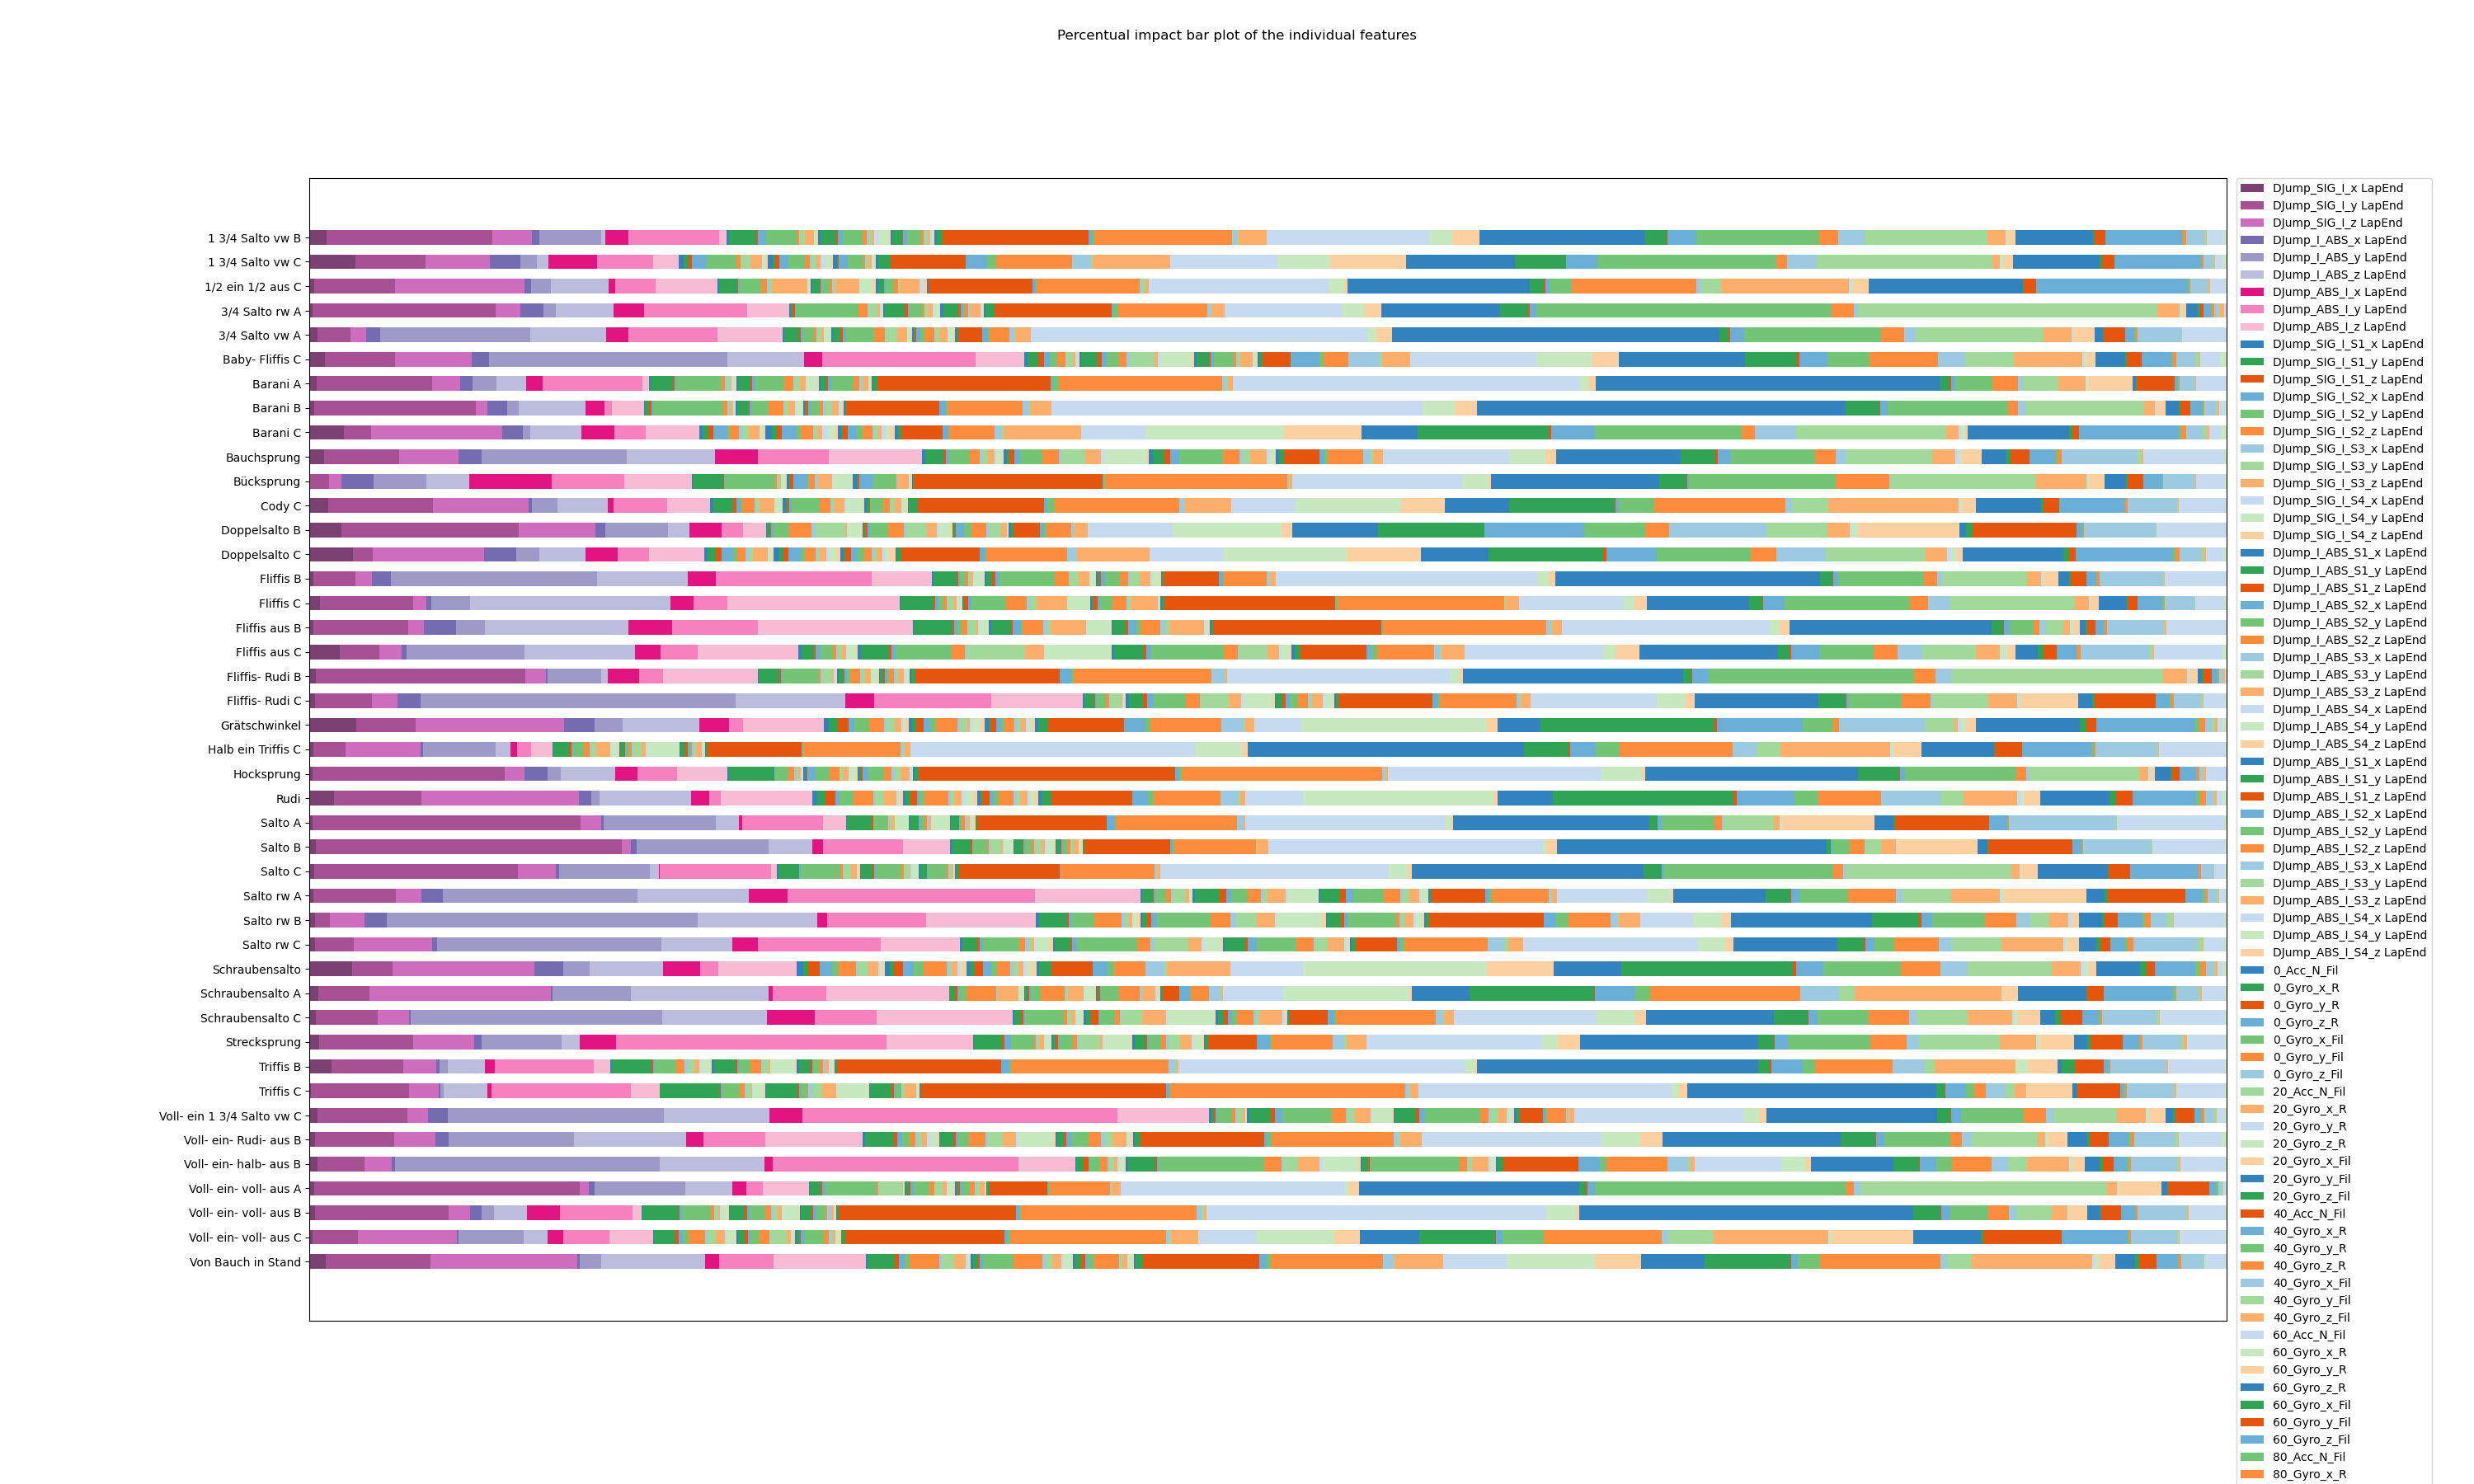 Percentual impact bar plot of the individual features
1 3/4 Salto vw B
1 3/4 Salto vw C
1/2 ein 1/2 aus C
3/4 Salto rw A
3/4 Salto vw A
Baby- Fliffis C
Barani A
Barani B
Barani C
Bauchsprung
Bücksprung
Cody C
Doppelsalto B
Doppelsalto C
Fliffis B
Fliffis C
Fliffis aus B
Fliffis aus C
Fliffis- Rudi B
Fliffis- Rudi C
Grätschwinkel
Halb ein Triffis C
Hocksprung
Rudi
Salto A
Salto B
Salto C
Salto rw A
Salto rw B
Salto rw C
Schraubensalto
Schraubensalto A
Schraubensalto C
Strecksprung
Triffis B
Triffis C
Voll- ein 1 3/4 Salto vw C
Voll- ein- Rudi- aus B
Voll- ein- halb- aus B
Voll- ein- voll- aus A
Voll- ein- voll- aus B
Voll- ein- voll- aus C
Von Bauch in Stand
DJump_SIG_I_x LapEnd
DJump_SIG_I_y LapEnd
DJump_SIG_I_z LapEnd
DJump_I_ABS_x LapEnd
DJump_I_ABS_y LapEnd
DJump_I_ABS_z LapEnd
DJump_ABS_I_x LapEnd
DJump_ABS_I_y LapEnd
DJump_ABS_I_z LapEnd
DJump_SIG_I_S1_x LapEnd
DJump_SIG_I_S1_y LapEnd
DJump_SIG_I_S1_z LapEnd
DJump_SIG_I_S2_x LapEnd
DJump_SIG_I_S2_y LapEnd
DJump_SIG_I_S2_z LapEnd
DJump_SIG_I_S3_x LapEnd
DJump_SIG_I_S3_y LapEnd
DJump_SIG_I_S3_z LapEnd
DJump_SIG_I_S4_x LapEnd
DJump_SIG_I_S4_y LapEnd
DJump_SIG_I_S4_z LapEnd
DJump_I_ABS_S1_x LapEnd
DJump_I_ABS_S1_y LapEnd
DJump_I_ABS_S1_z LapEnd
DJump_I_ABS_S2_x LapEnd
DJump_I_ABS_S2_y LapEnd
DJump_I_ABS_S2_z LapEnd
DJump_I_ABS_S3_x LapEnd
DJump_I_ABS_S3_y LapEnd
DJump_I_ABS_S3_z LapEnd
DJump_I_ABS_S4_x LapEnd
DJump_I_ABS_S4_y LapEnd
DJump_I_ABS_S4_z LapEnd
DJump_ABS_I_S1_x LapEnd
DJump_ABS_I_S1_y LapEnd
DJump_ABS_I_S1_z LapEnd
DJump_ABS_I_S2_x LapEnd
DJump_ABS_I_S2_y LapEnd
DJump_ABS_I_S2_z LapEnd
DJump_ABS_I_S3_x LapEnd
DJump_ABS_I_S3_y LapEnd
DJump_ABS_I_S3_z LapEnd
DJump_ABS_I_S4_x LapEnd
DJump_ABS_I_S4_y LapEnd
DJump_ABS_I_S4_z LapEnd
0_Acc_N_Fil
0_Gyro_x_R
0_Gyro_y_R
0_Gyro_z_R
0_Gyro_x_Fil
0_Gyro_y_Fil
0_Gyro_z_Fil
20_Acc_N_Fil
20_Gyro_x_R
20_Gyro_y_R
20_Gyro_z_R
20_Gyro_x_Fil
20_Gyro_y_Fil
20_Gyro_z_Fil
40_Acc_N_Fil
40_Gyro_x_R
40_Gyro_y_R
40_Gyro_z_R
40_Gyro_x_Fil
40_Gyro_y_Fil
40_Gyro_z_Fil
60_Acc_N_Fil
60_Gyro_x_R
60_Gyro_y_R
60_Gyro_z_R
60_Gyro_x_Fil
60_Gyro_y_Fil
60_Gyro_z_Fil
80_Acc_N_Fil
80_Gyro_x_R